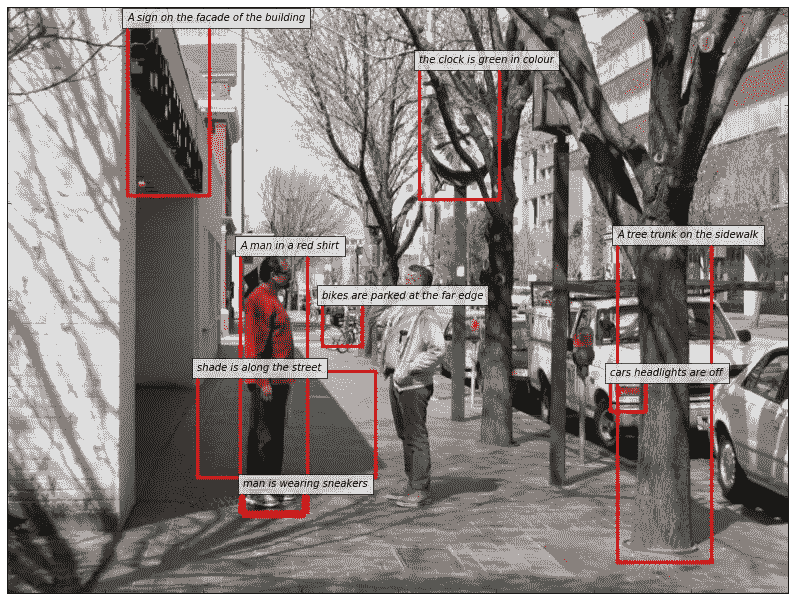 A sign on the facade of the building
the clock is green in colour
A tree trunk on the sidewalk
A man in a red shirt
bikes are parked at the far edge
shade is along the street
cars headlights are off
man is wearing sneakers